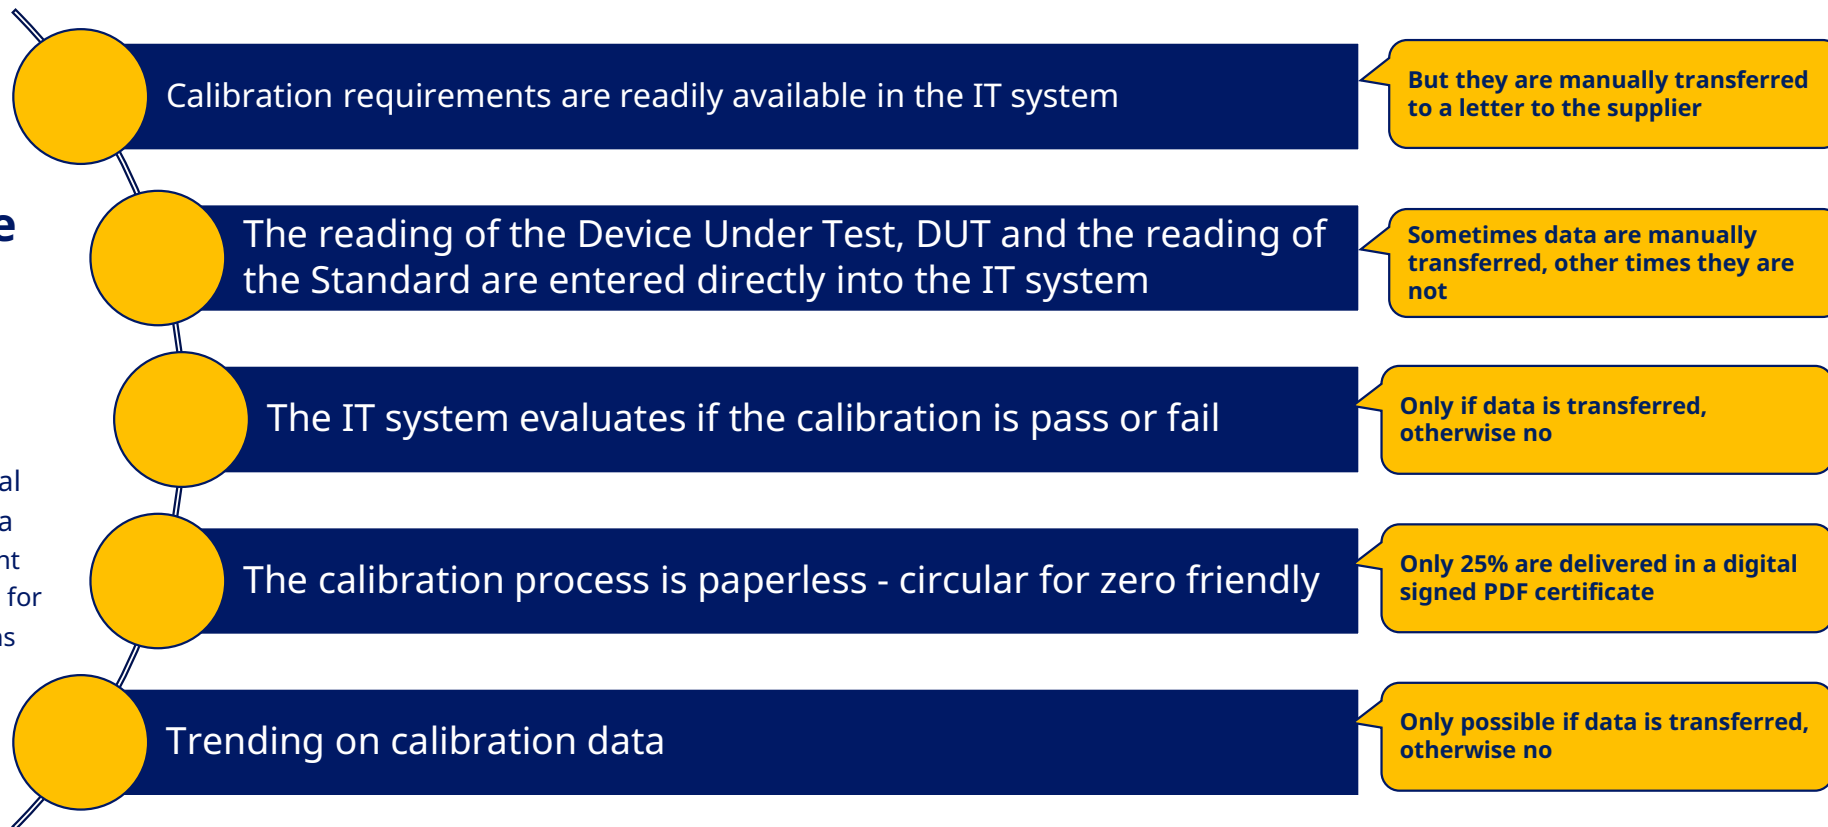 Calibration requirements are readily available in the IT system
But they are manually transferred
to a letter to the supplier
e
The reading of the Device Under Test, DUT and the reading of
the Standard are entered directly into the IT system
Sometimes data are manually
transferred, other times they are
not
The IT system evaluates if the calibration is pass or fail
Only if data is transferred,
otherwise no
al
a
nt
for
ns
The calibration process is paperless - circular for zero friendly
Only 25% are delivered in a digital
signed PDF certificate
Trending on calibration data
Only possible if data is transferred,
otherwise no